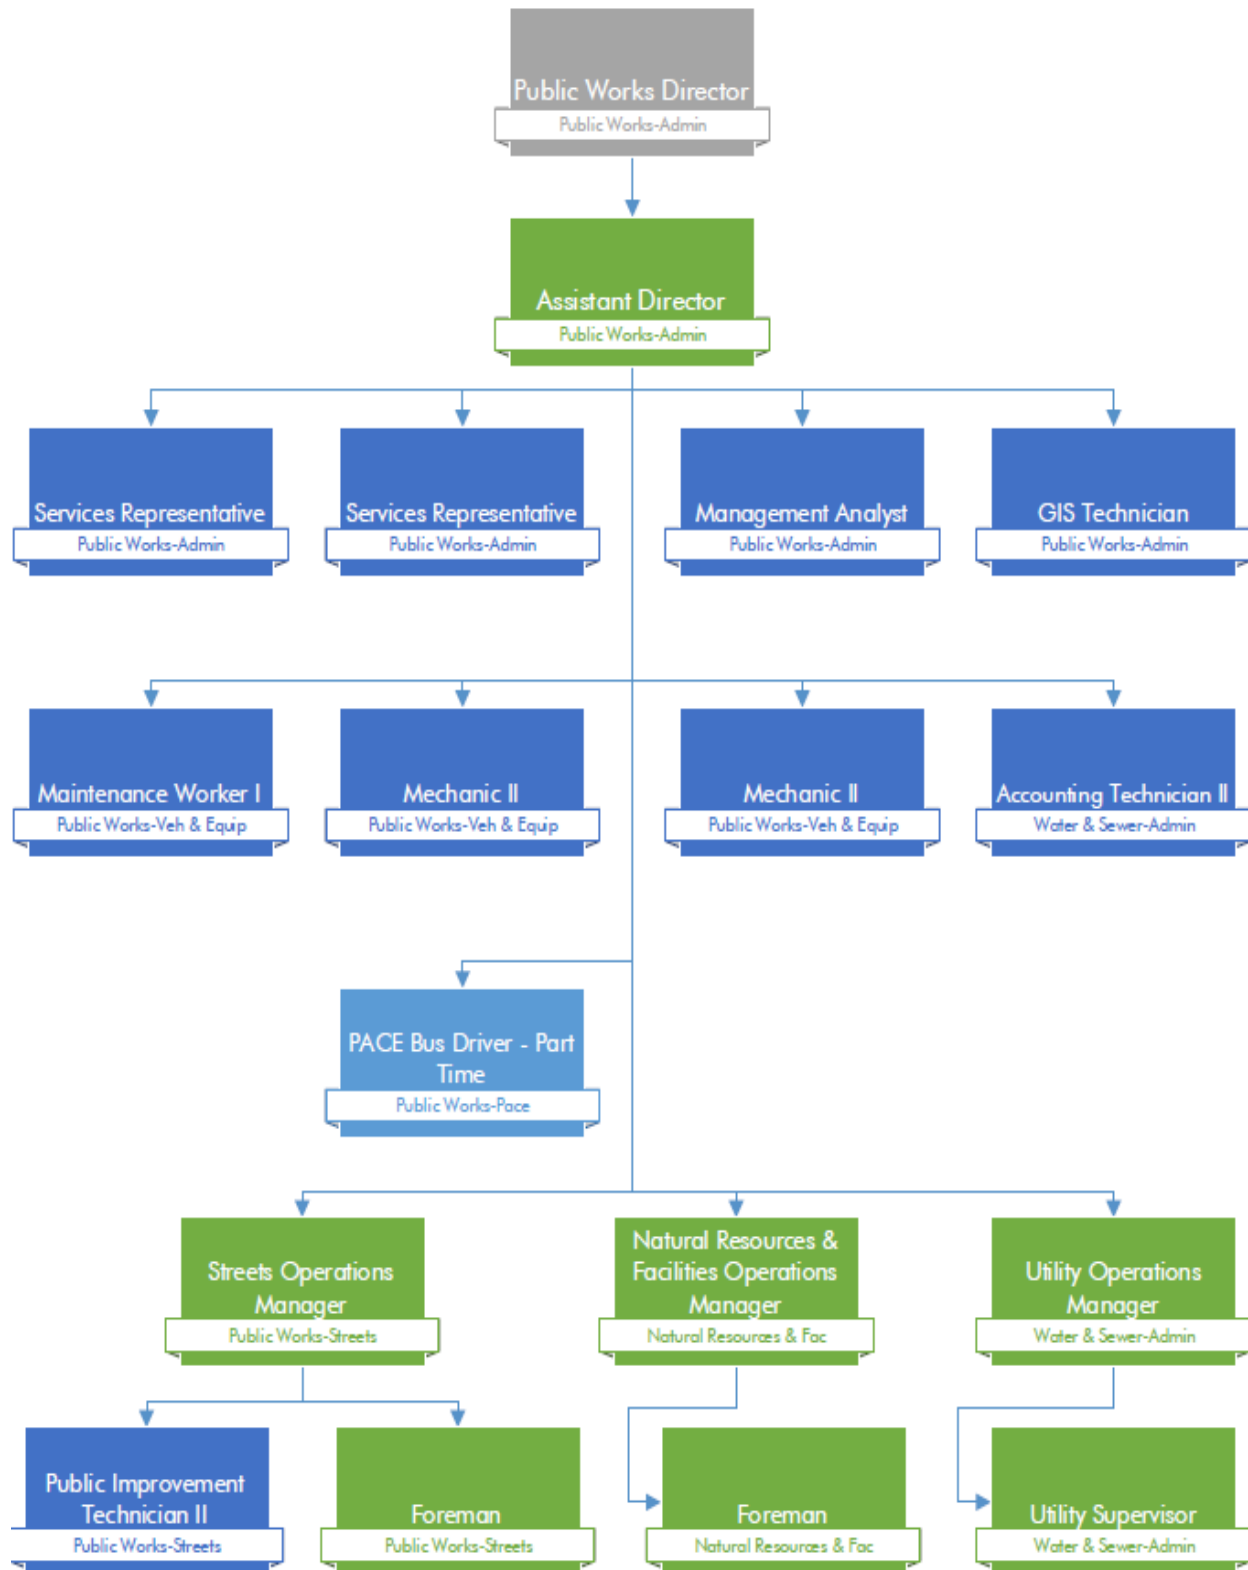 Public Works Director
Public Works-Admin
Assistant Director
Public Works-Admin
Services Representative
Public Works-Admin
Services Representative
Public Works-Admin
Management Analyst
Public Works-Admin
GIS Technician
Public Works-Admin
Maintenance Worker I
Public Works-Veh & Equip
Mechanic II
Public Works-Veh & Equip
Mechanic II
Public Works-Veh & Equip
Accounting Technician II
Water & Sewer-Admin
PACE Bus Driver - Part
Time
Public Works-Pace
Streets Operations
Manager
Public Works-Streets
Natural Resources &
Facilities Operations
Manager
Natural Resources & Fac
Utility Operations
Manager
Water & Sewer-Admin
Public Improvement
Technician II
Public Works-Streets
Foreman
Public Works-Streets
Foreman
Natural Resources & Fac
Utility Supervisor
Water & Sewer-Admin